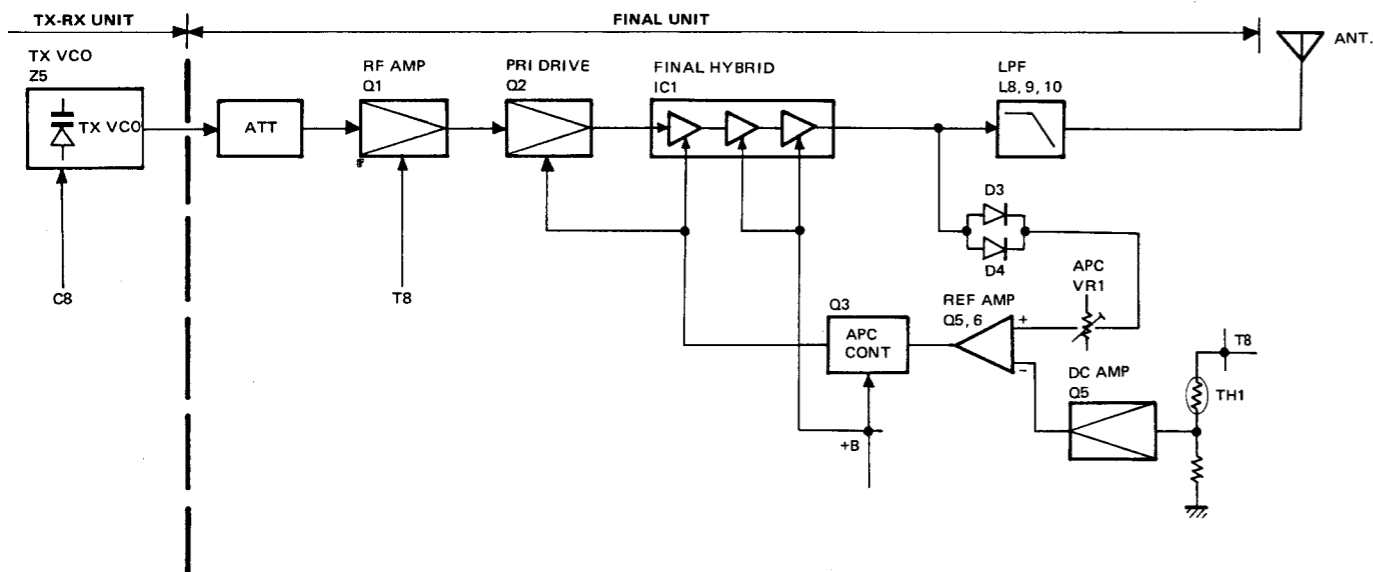 TX-RX UNIT
FINAL UNIT
ANT.
TX VCO
Z5
TX VCO
ATT
RF AMP
Q1
PRI DRIVE
Q2
FINAL HYBRID
IC1
LPF
L8, 9, 10
C8
T8
D3
D4
APC
VR1
REF AMP
Q5, 6
+
−
Q3
APC
CONT
+B
DC AMP
Q5
T8
TH1